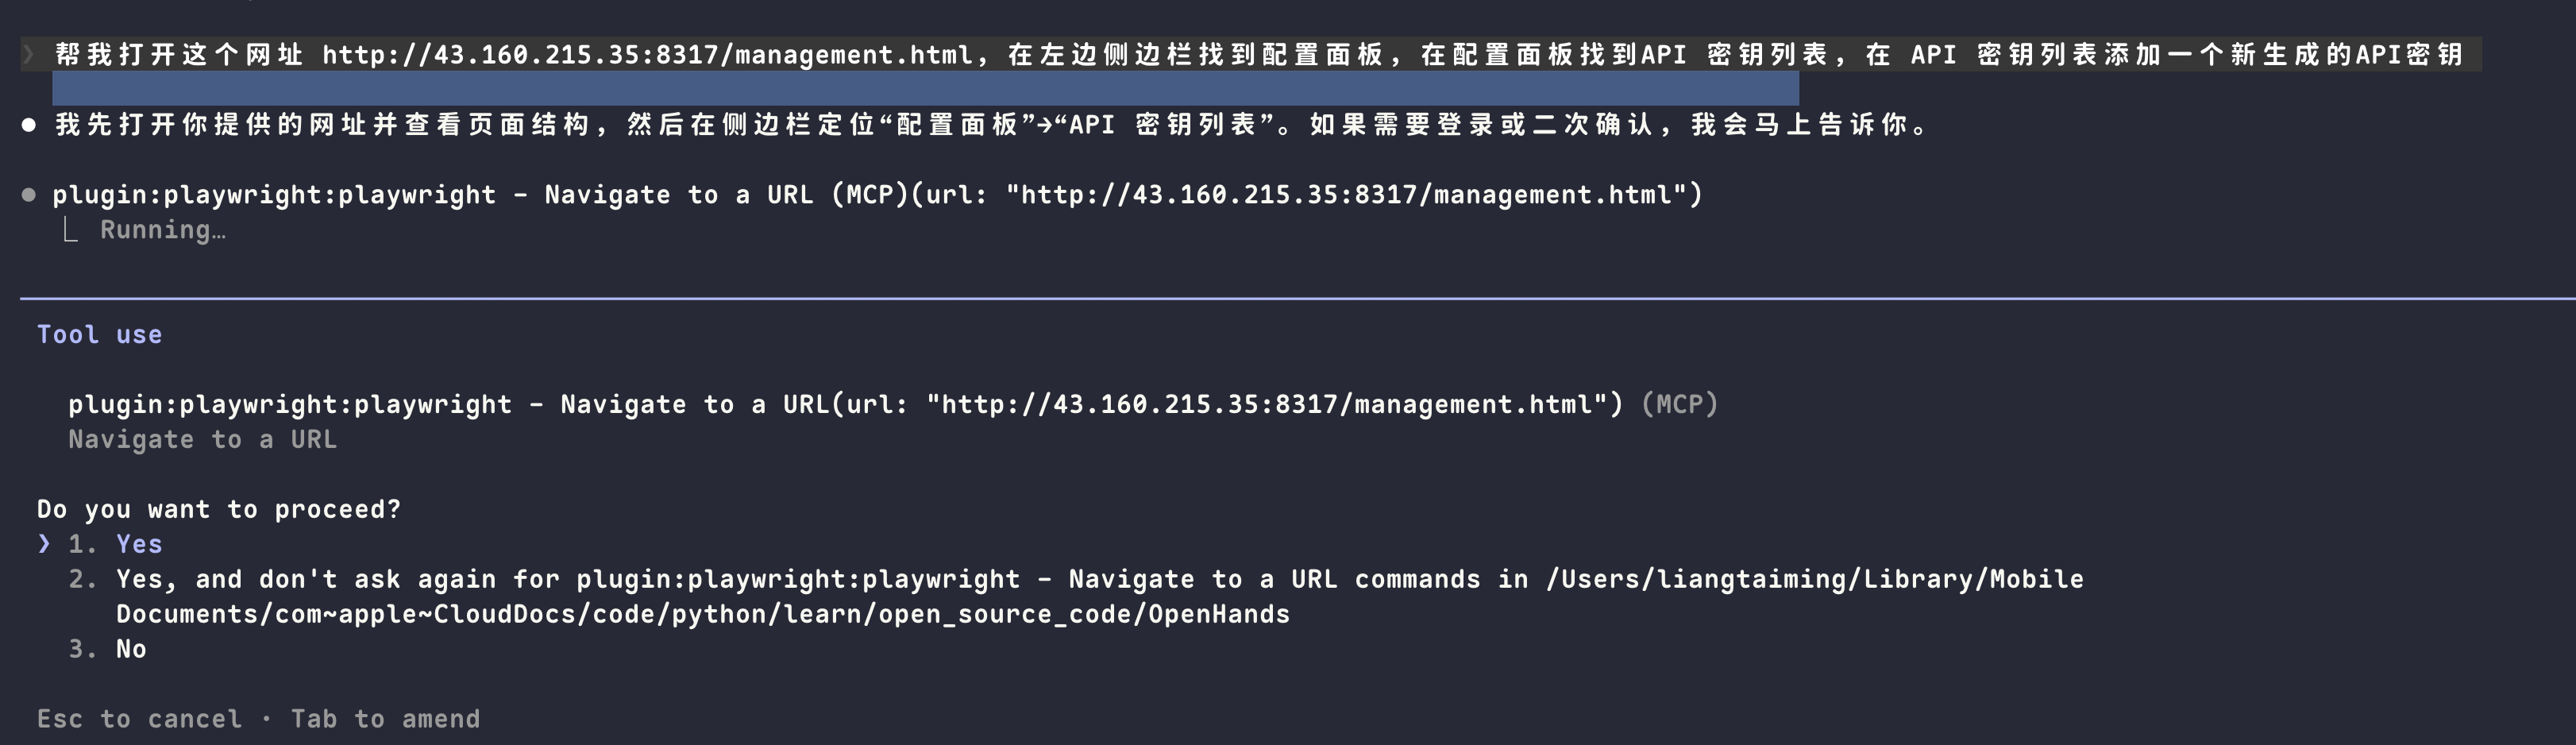 ❯ 帮我打开这个网址 http://43.160.215.35:8317/management.html，在左边侧边栏找到配置面板，在配置面板找到API 密钥列表，在 API 密钥列表添加一个新生成的API密钥
● 我先打开你提供的网址并查看页面结构，然后在侧边栏定位“配置面板”→“API 密钥列表”。如果需要登录或二次确认，我会马上告诉你。
● plugin:playwright:playwright - Navigate to a URL (MCP)(url: "http://43.160.215.35:8317/management.html")
⎿ Running…
Tool use
plugin:playwright:playwright - Navigate to a URL(url: "http://43.160.215.35:8317/management.html") (MCP)
Navigate to a URL
Do you want to proceed?
❯ 1. Yes
2. Yes, and don't ask again for plugin:playwright:playwright - Navigate to a URL commands in /Users/liangtaiming/Library/Mobile
Documents/com~apple~CloudDocs/code/python/learn/open_source_code/OpenHands
3. No
Esc to cancel · Tab to amend